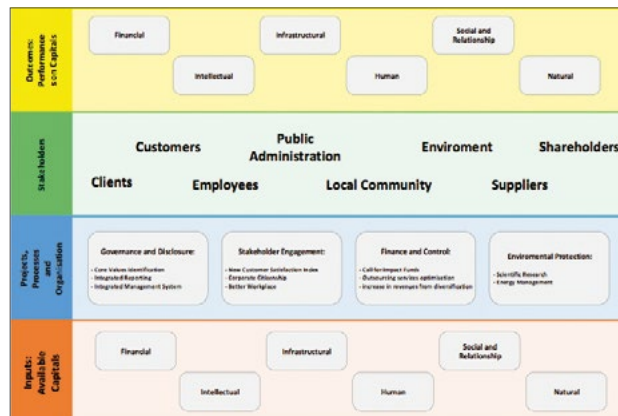 Outcomes:
Performance
s on Capitals
Financial
Infrastructural
Social and
Relationship
Intellectual
Human
Natural
Stakeholders
Customers
Public
Administration
Enviroment
Shareholders
Clients
Employees
Local Community
Suppliers
Projects,
Processes
and
Organisation
Governance and Disclosure:
- Core Values Identification
- Integrated Reporting
- Integrated Management System
Stakeholder Engagement:
- New Customer Satisfaction Index
- Corporate Citizenship
- Better Workplace
Finance and Control:
- Call for Impact Funds
- Outsourcing services optimisation
- Increase in revenues from diversification
Enviromental Protection:
- Scientific Research
- Energy Management
Inputs:
Available
Capitals
Financial
Infrastructural
Social and
Relationship
Intellectual
Human
Natural